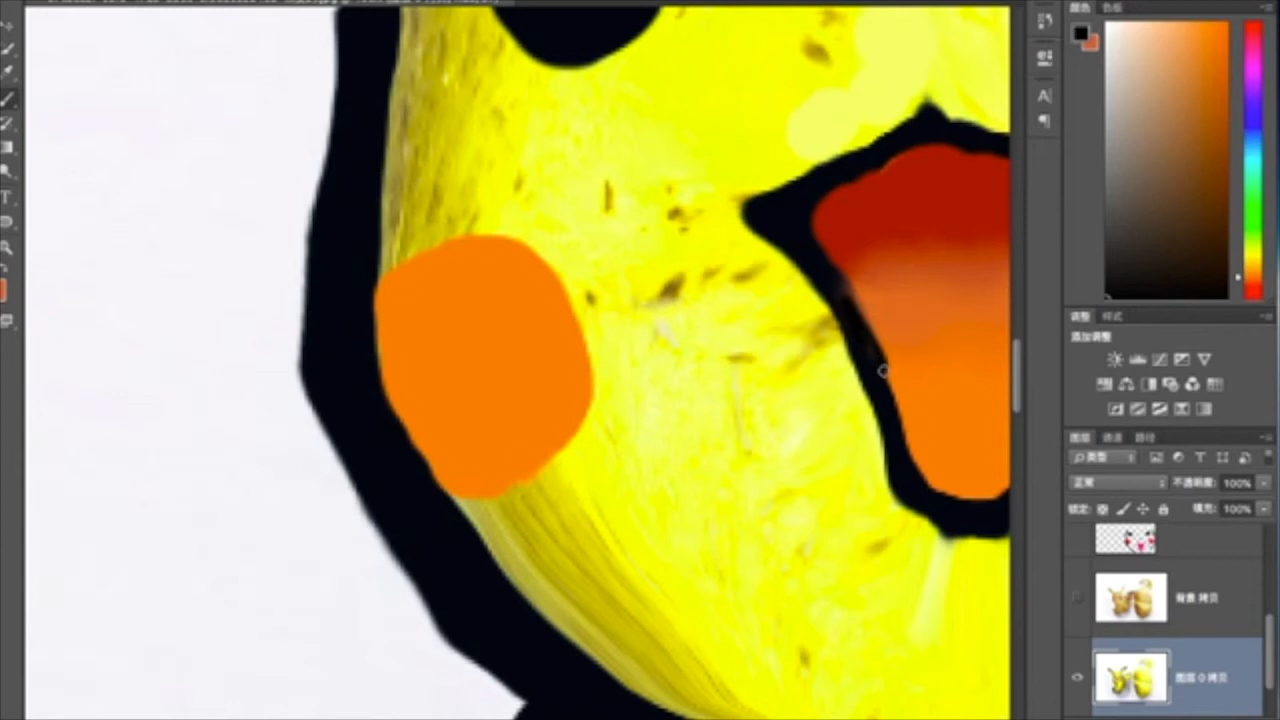 颜色 色板
调整 样式
添加调整
图层 通道 路径
类型
正常 不透明度: 100%
锁定: 填充: 100%
背景 拷贝
图层 0 拷贝